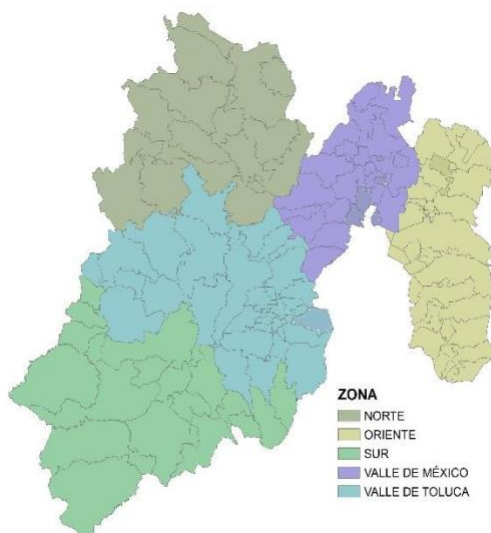 ZONA
NORTE
ORIENTE
SUR
VALLE DE MÉXICO
VALLE DE TOLUCA